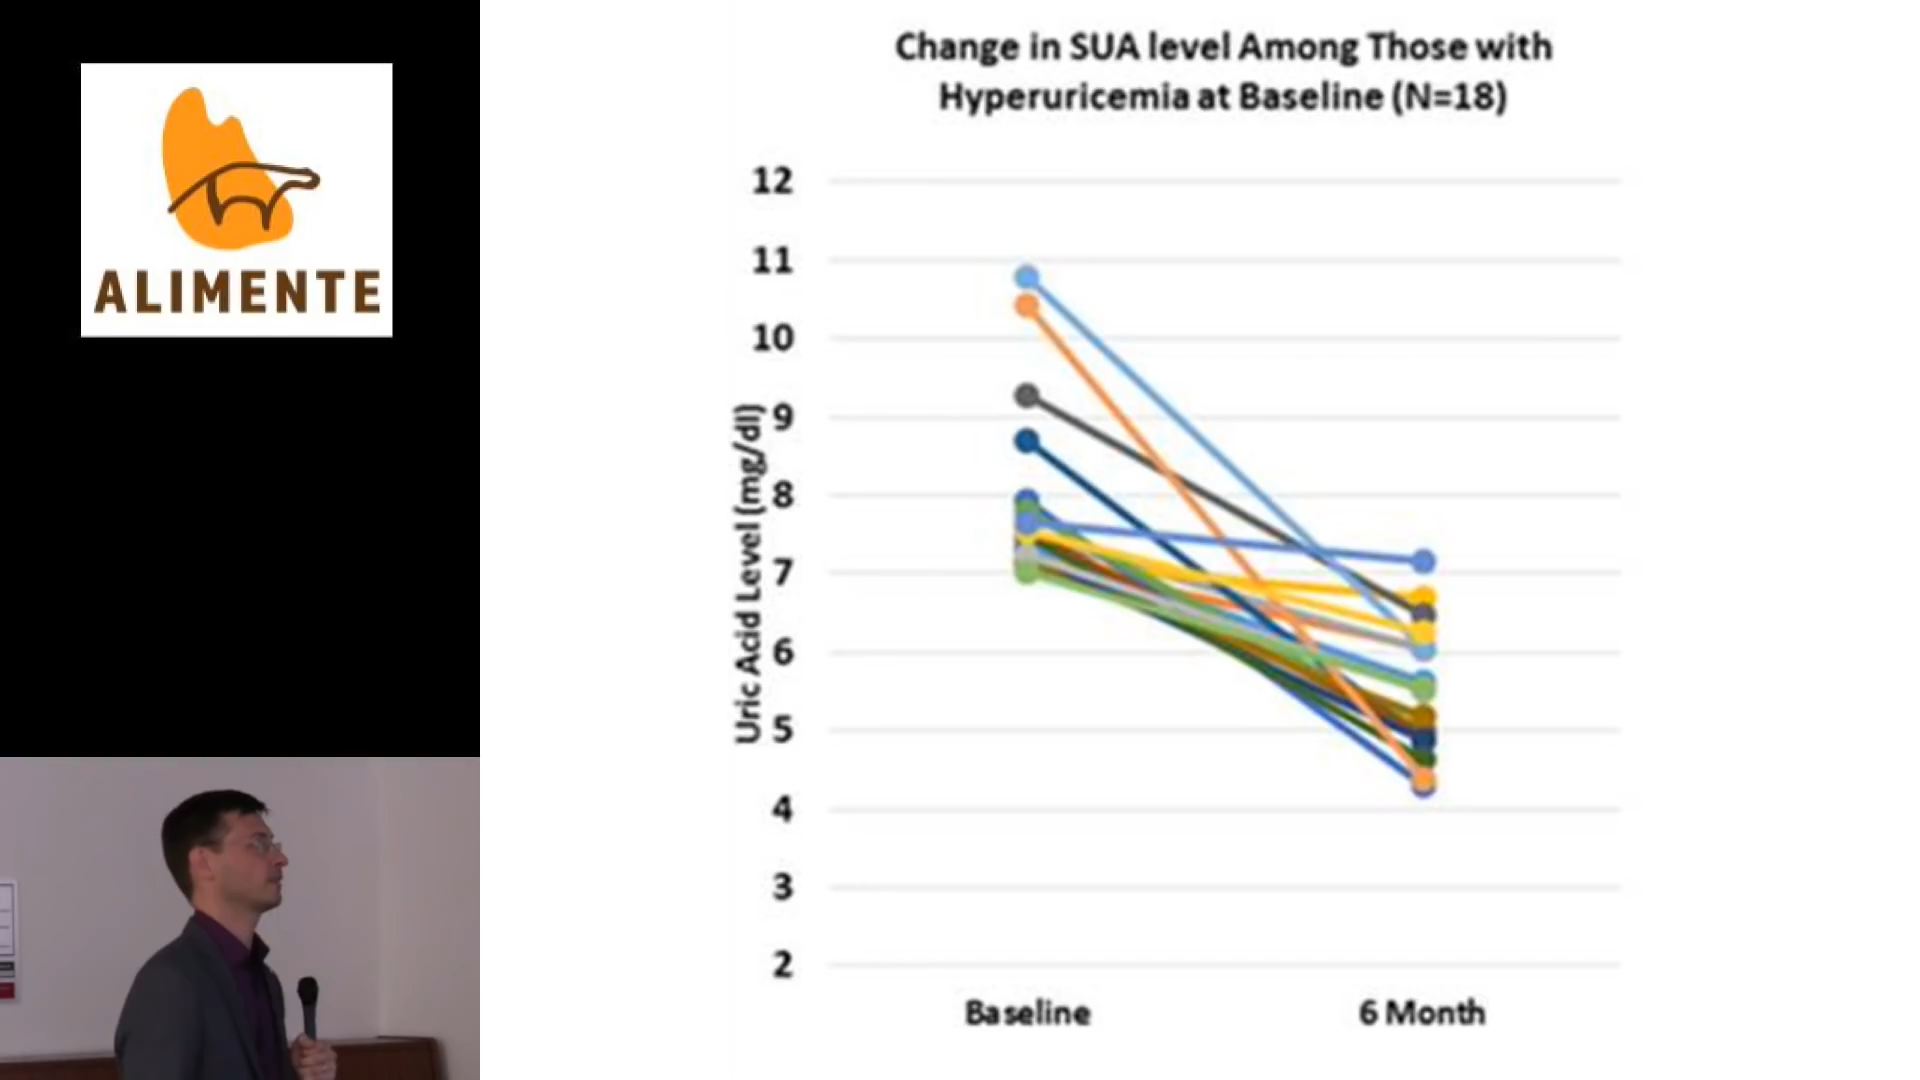 ALIMENTE
Change in SUA level Among Those with
Hyperuricemia at Baseline (N=18)
Uric Acid Level (mg/dl)
12
11
10
9
8
7
6
5
4
3
2
Baseline
6 Month